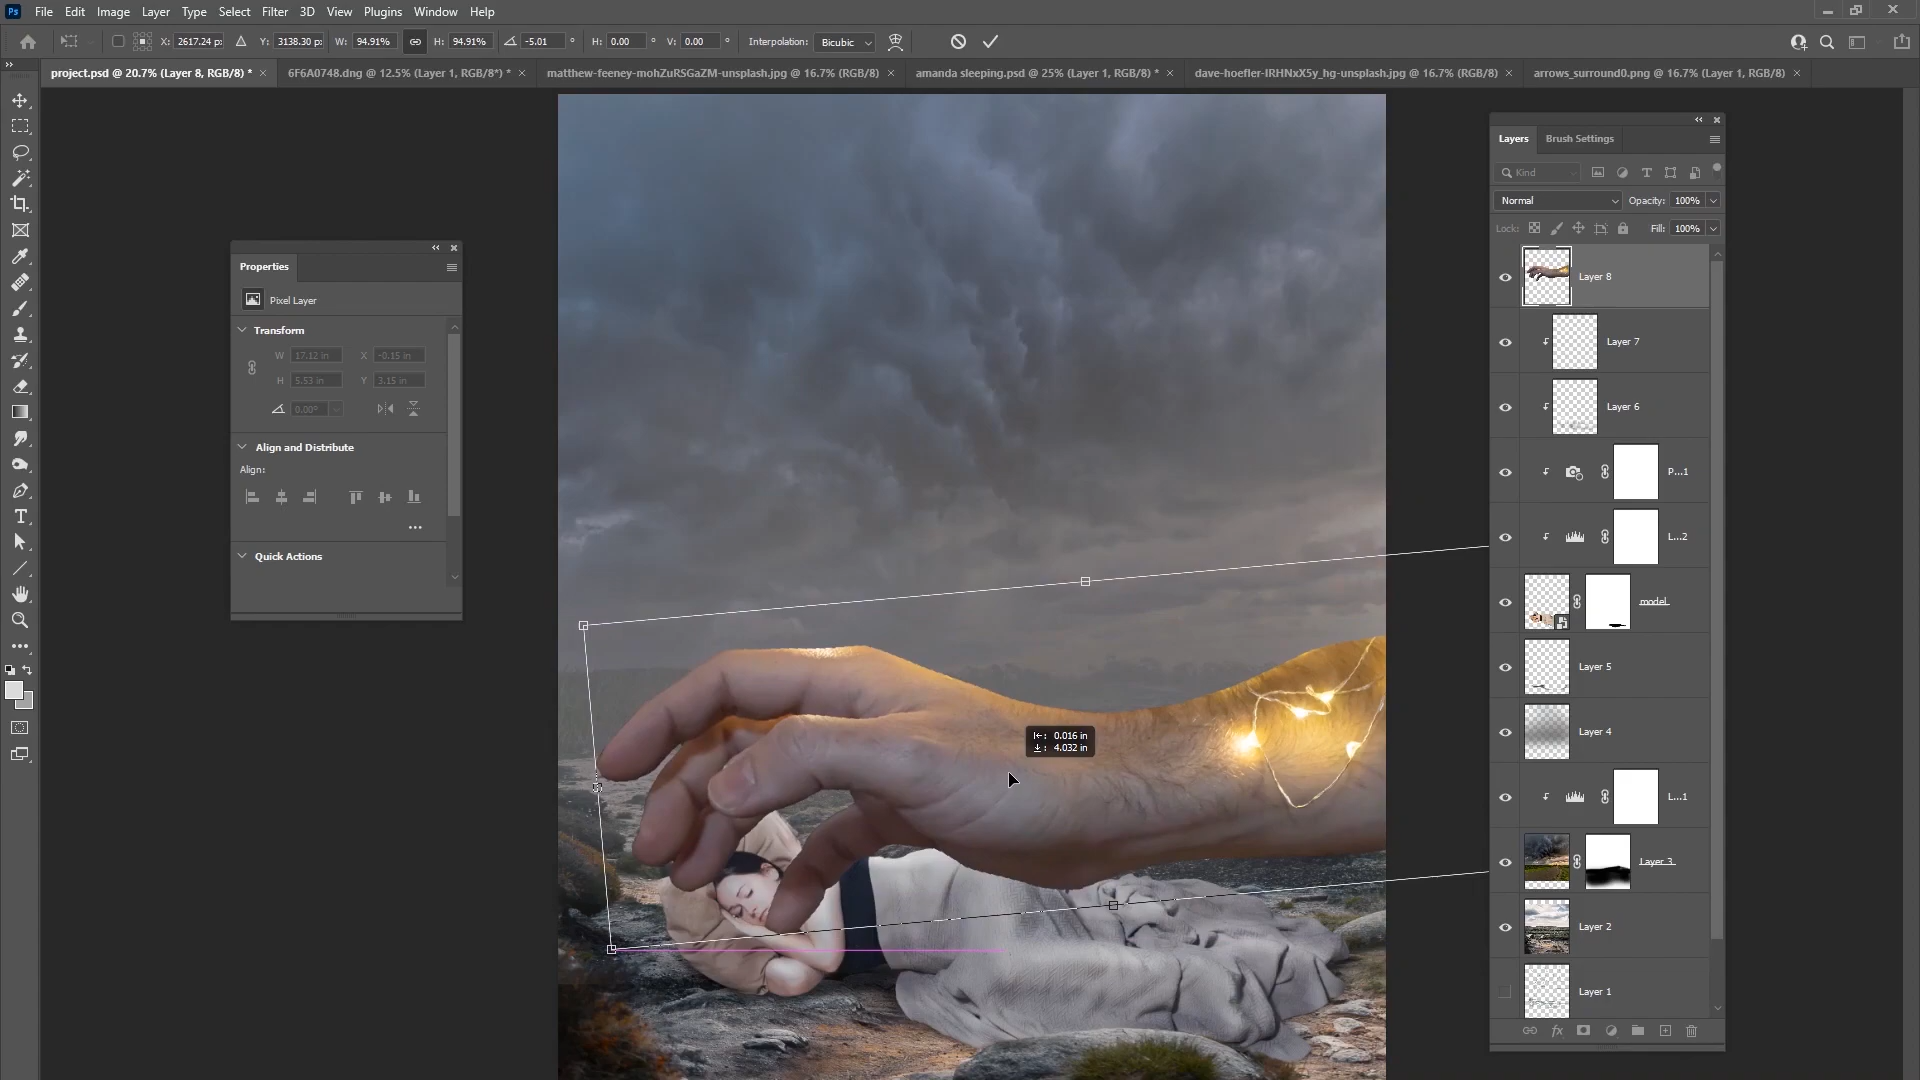 Ps File Edit Image Layer Type Select Filter 3D View Plugins Window Help
X: 2617.24 p: Y: 3138.30 p: W: 94.91% H: 94.91% -5.01 ° H: 0.00 ° V: 0.00 ° Interpolation: Bicubic
project.psd @ 20.7% (Layer 8, RGB/8) * 6F6A0748.dng @ 12.5% (Layer 1, RGB/8*) * matthew-feeney-mohZuRSGaZM-unsplash.jpg @ 16.7% (RGB/8) amanda sleeping.psd @ 25% (Layer 1, RGB/8) * dave-hoefler-IRHNxX5y_hg-unsplash.jpg @ 16.7% (RGB/8) arrows_surround0.png @ 16.7% (Layer 1, RGB/8)
Properties
Pixel Layer
Transform
W 17.12 in X -0.15 in
H 5.53 in Y 3.15 in
0.00°
Align and Distribute
Align:
Quick Actions
0.016 in
4.032 in
Layers Brush Settings
Kind
Normal Opacity: 100%
Lock: Fill: 100%
Layer 8
Layer 7
Layer 6
P...1
L...2
model
Layer 5
Layer 4
L...1
Layer 3
Layer 2
Layer 1
fx